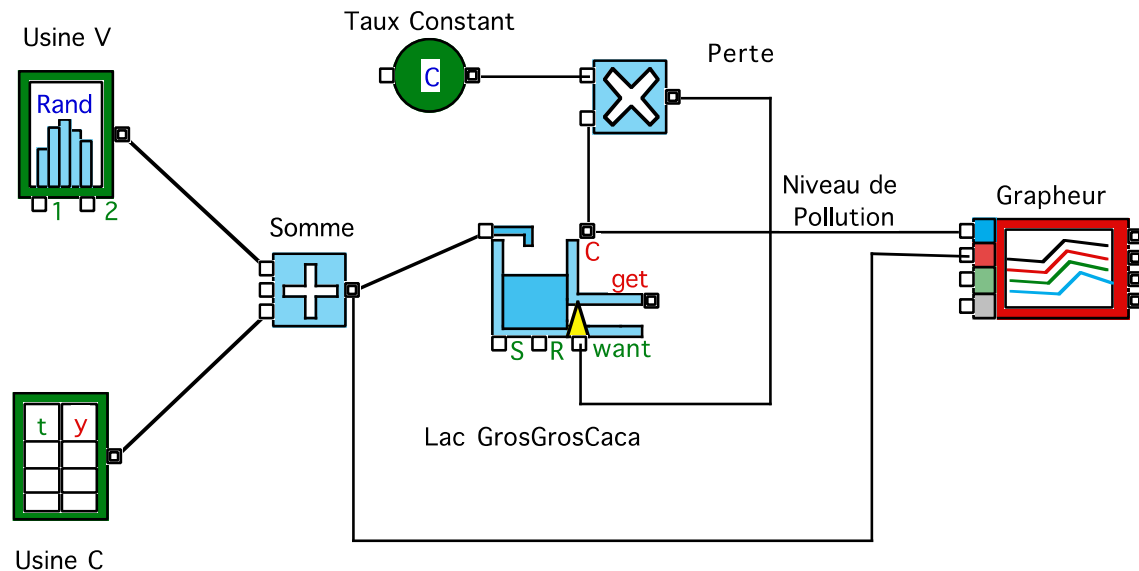 Taux Constant
Usine V
Perte
C
Rand
1 2
Niveau de
Pollution
Grapheur
Somme
C
get
S R want
t y
Lac GrosGrosCaca
Usine C